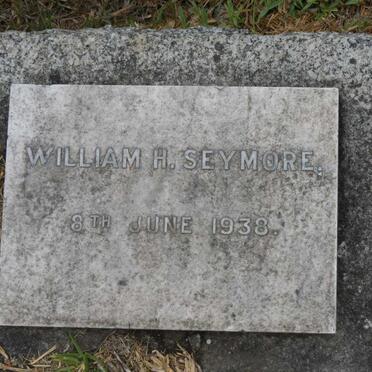 WILLIAM H. SEYMORE,
8TH JUNE 1938.